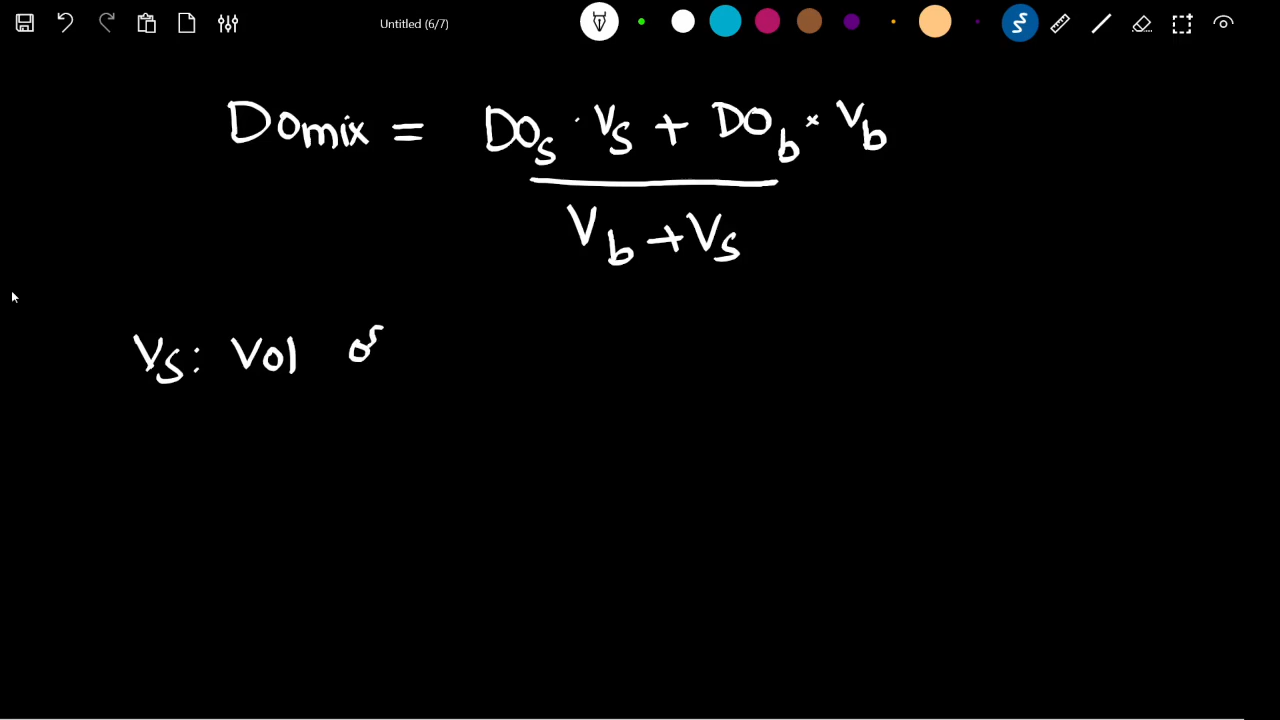 Untitled (6/7)
DOmix = DOs · Vs + DOb × Vb
Vb + Vs
Vs: Vol of